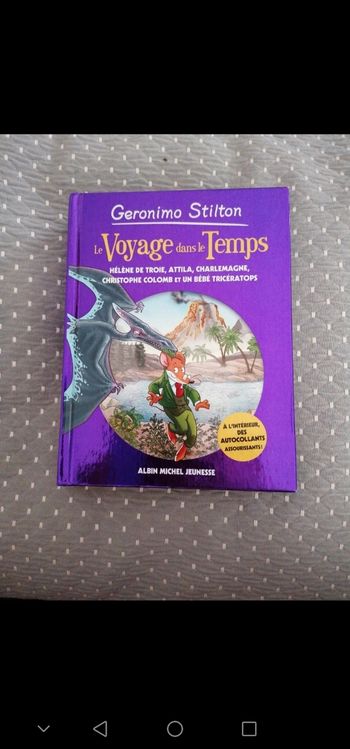 Geronimo Stilton
Le Voyage dans le Temps
HÉLÈNE DE TROIE, ATTILA, CHARLEMAGNE,
CHRISTOPHE COLOMB ET UN BÉBÉ TRICÉRATOPS
À L'INTÉRIEUR,
DES
AUTOCOLLANTS
ASSOURISSANTS !
ALBIN MICHEL JEUNESSE